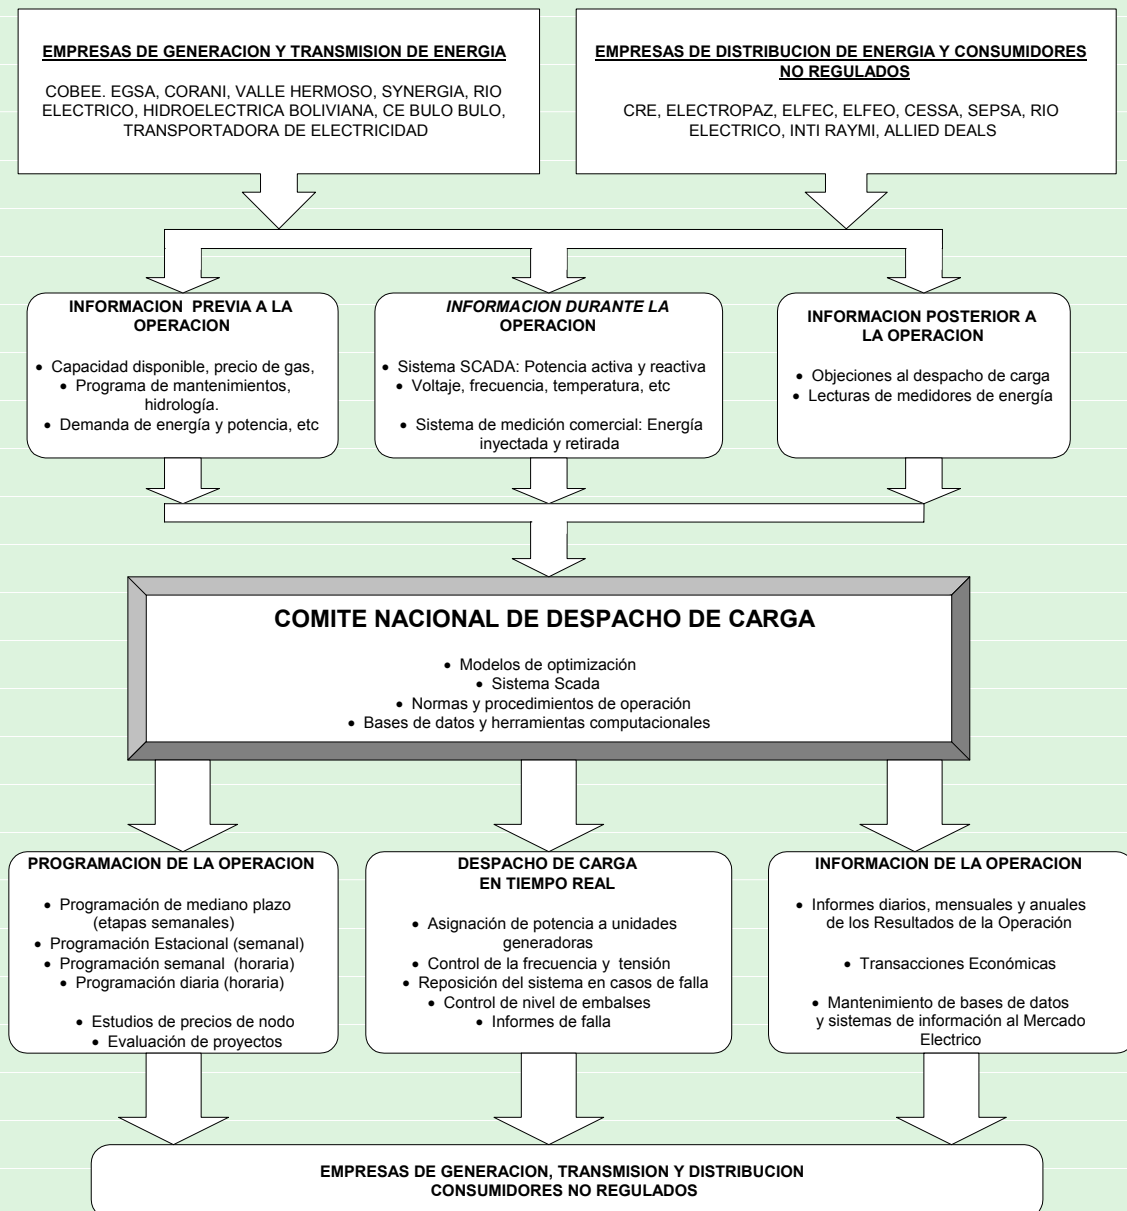 EMPRESAS DE GENERACION Y TRANSMISION DE ENERGIA
COBEE. EGSA, CORANI, VALLE HERMOSO, SYNERGIA, RIO
ELECTRICO, HIDROELECTRICA BOLIVIANA, CE BULO BULO,
TRANSPORTADORA DE ELECTRICIDAD
EMPRESAS DE DISTRIBUCION DE ENERGIA Y CONSUMIDORES
NO REGULADOS
CRE, ELECTROPAZ, ELFEC, ELFEO, CESSA, SEPSA, RIO
ELECTRICO, INTI RAYMI, ALLIED DEALS
INFORMACION PREVIA A LA
OPERACION
• Capacidad disponible, precio de gas,
• Programa de mantenimientos,
hidrología.
• Demanda de energía y potencia, etc
INFORMACION DURANTE LA
OPERACION
• Sistema SCADA: Potencia activa y reactiva
• Voltaje, frecuencia, temperatura, etc
• Sistema de medición comercial: Energía
inyectada y retirada
INFORMACION POSTERIOR A
LA OPERACION
• Objeciones al despacho de carga
• Lecturas de medidores de energía
COMITE NACIONAL DE DESPACHO DE CARGA
• Modelos de optimización
• Sistema Scada
• Normas y procedimientos de operación
• Bases de datos y herramientas computacionales
PROGRAMACION DE LA OPERACION
• Programación de mediano plazo
(etapas semanales)
• Programación Estacional (semanal)
• Programación semanal (horaria)
• Programación diaria (horaria)
• Estudios de precios de nodo
• Evaluación de proyectos
DESPACHO DE CARGA
EN TIEMPO REAL
• Asignación de potencia a unidades
generadoras
• Control de la frecuencia y tensión
• Reposición del sistema en casos de falla
• Control de nivel de embalses
• Informes de falla
INFORMACION DE LA OPERACION
• Informes diarios, mensuales y anuales
de los Resultados de la Operación
• Transacciones Económicas
• Mantenimiento de bases de datos
y sistemas de información al Mercado
Electrico
EMPRESAS DE GENERACION, TRANSMISION Y DISTRIBUCION
CONSUMIDORES NO REGULADOS